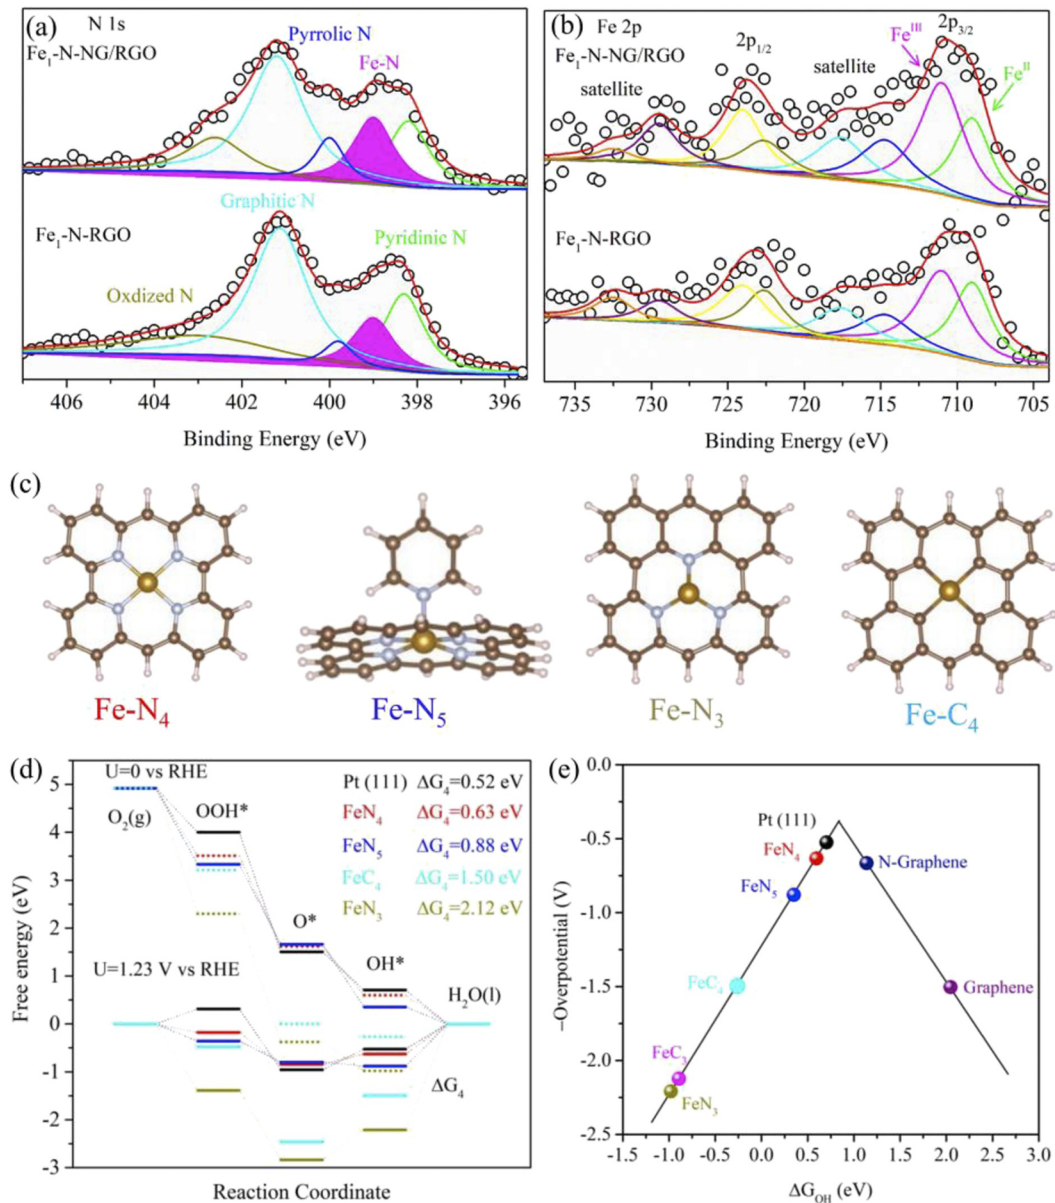 (a)
N 1s
Fe₁-N-NG/RGO
Pyrrolic N
Fe-N
Graphitic N
Fe₁-N-RGO
Pyridinic N
Oxdized N
406 404 402 400 398 396
Binding Energy (eV)
(b)
Fe 2p
Fe₁-N-NG/RGO
2p₁/₂
2p₃/₂
Feᴵᴵᴵ
Feᴵᴵ
satellite
satellite
Fe₁-N-RGO
735 730 725 720 715 710 705
Binding Energy (eV)
(c)
Fe-N₄
Fe-N₅
Fe-N₃
Fe-C₄
(d)
U=0 vs RHE
O₂(g)
OOH*
Pt (111) ΔG₄=0.52 eV
FeN₄ ΔG₄=0.63 eV
FeN₅ ΔG₄=0.88 eV
FeC₄ ΔG₄=1.50 eV
FeN₃ ΔG₄=2.12 eV
O*
OH*
H₂O(l)
U=1.23 V vs RHE
ΔG₄
5
4
3
2
1
0
-1
-2
-3
Free energy (eV)
Reaction Coordinate
(e)
0.0
-0.5
-1.0
-1.5
-2.0
-2.5
−Overpotential (V)
Pt (111)
FeN₄
N-Graphene
FeN₅
FeC₄
Graphene
FeC₃
FeN₃
-1.5 -1.0 -0.5 0.0 0.5 1.0 1.5 2.0 2.5 3.0
ΔG_OH (eV)